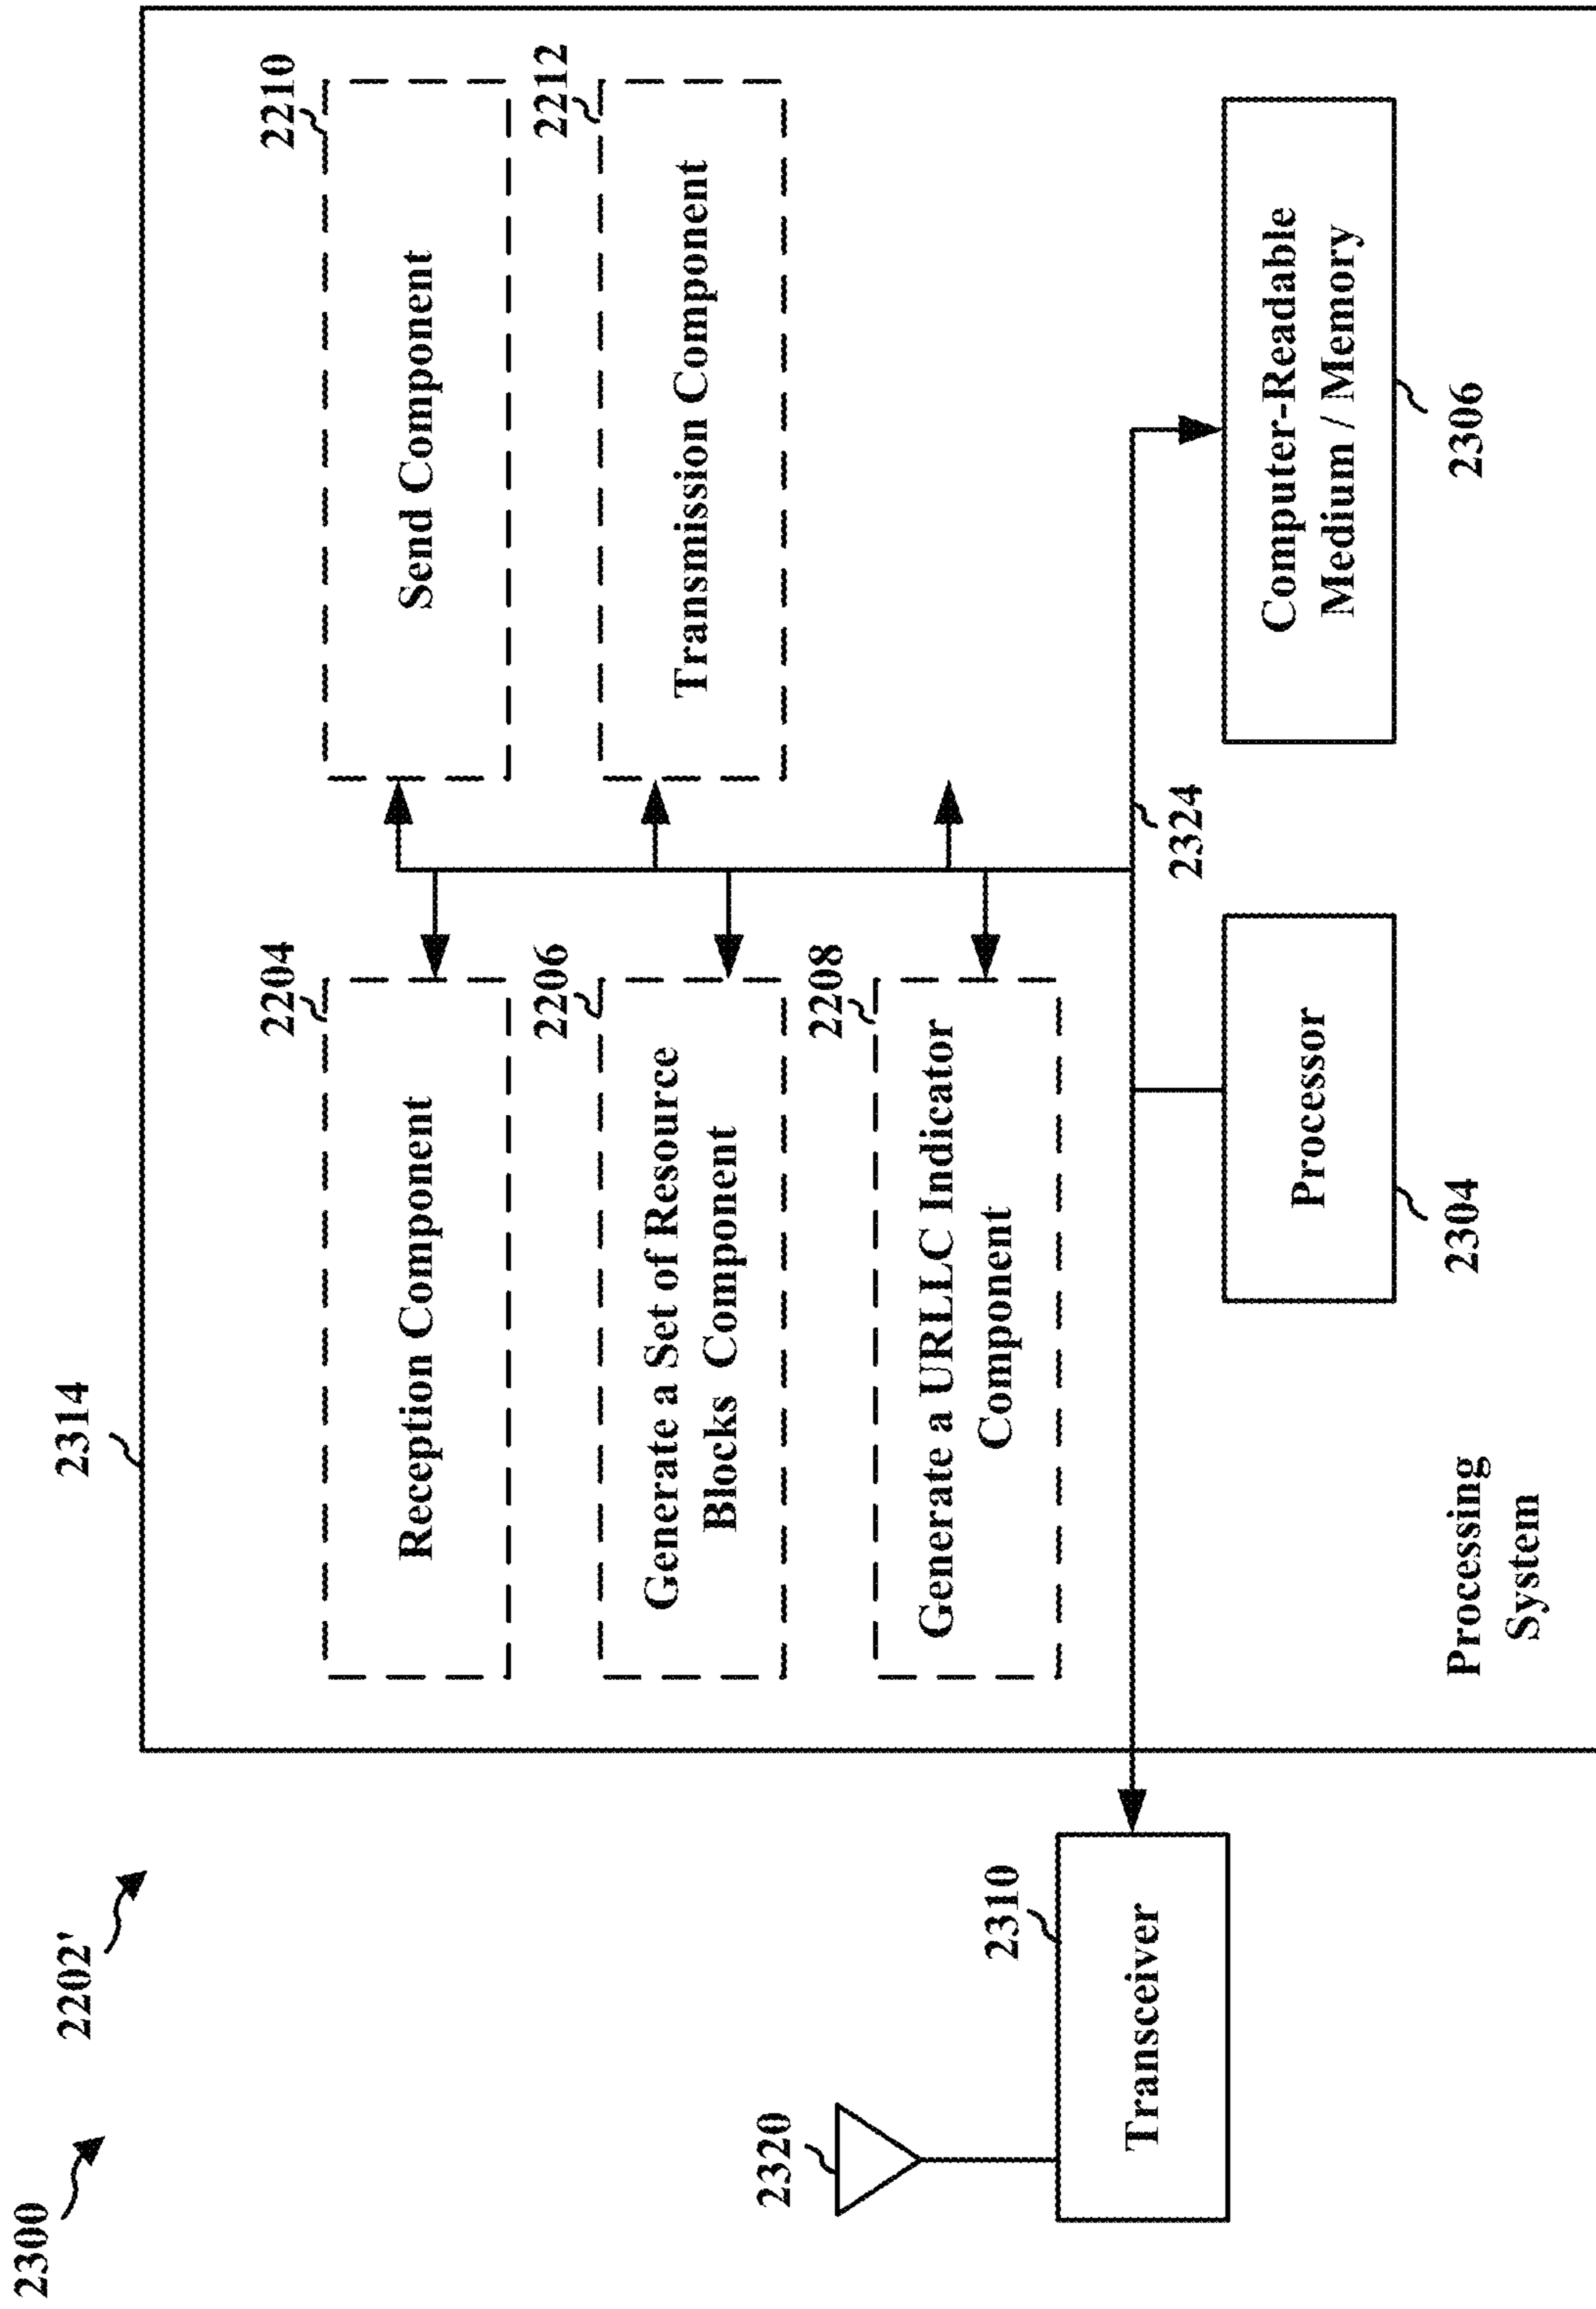 2300
2202'
2314
2204
2210
Reception Component
Send Component
2206
2212
Generate a Set of Resource
Blocks Component
Transmission Component
2208
Generate a URLLC Indicator
Component
2320
2310
Transceiver
2324
Processor
2304
Computer-Readable
Medium / Memory
2306
Processing
System